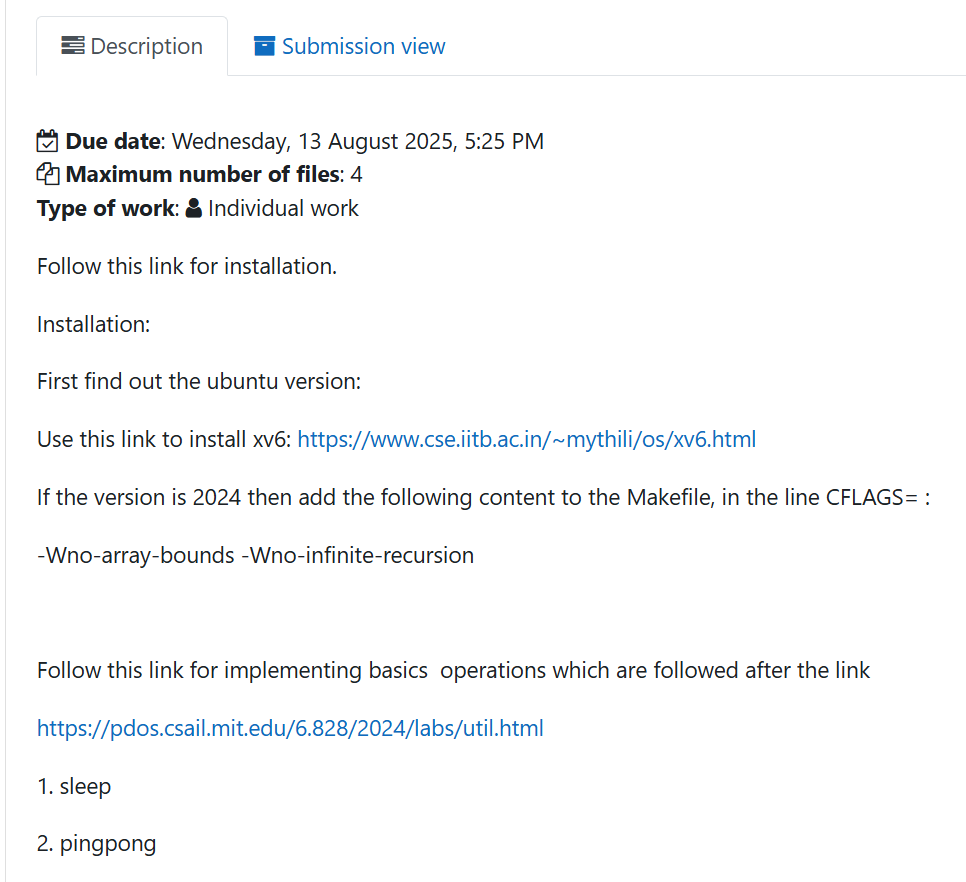 Description
Submission view
Due date: Wednesday, 13 August 2025, 5:25 PM
Maximum number of files: 4
Type of work: Individual work
Follow this link for installation.
Installation:
First find out the ubuntu version:
Use this link to install xv6: https://www.cse.iitb.ac.in/~mythili/os/xv6.html
If the version is 2024 then add the following content to the Makefile, in the line CFLAGS= :
-Wno-array-bounds -Wno-infinite-recursion
Follow this link for implementing basics  operations which are followed after the link
https://pdos.csail.mit.edu/6.828/2024/labs/util.html
1. sleep
2. pingpong